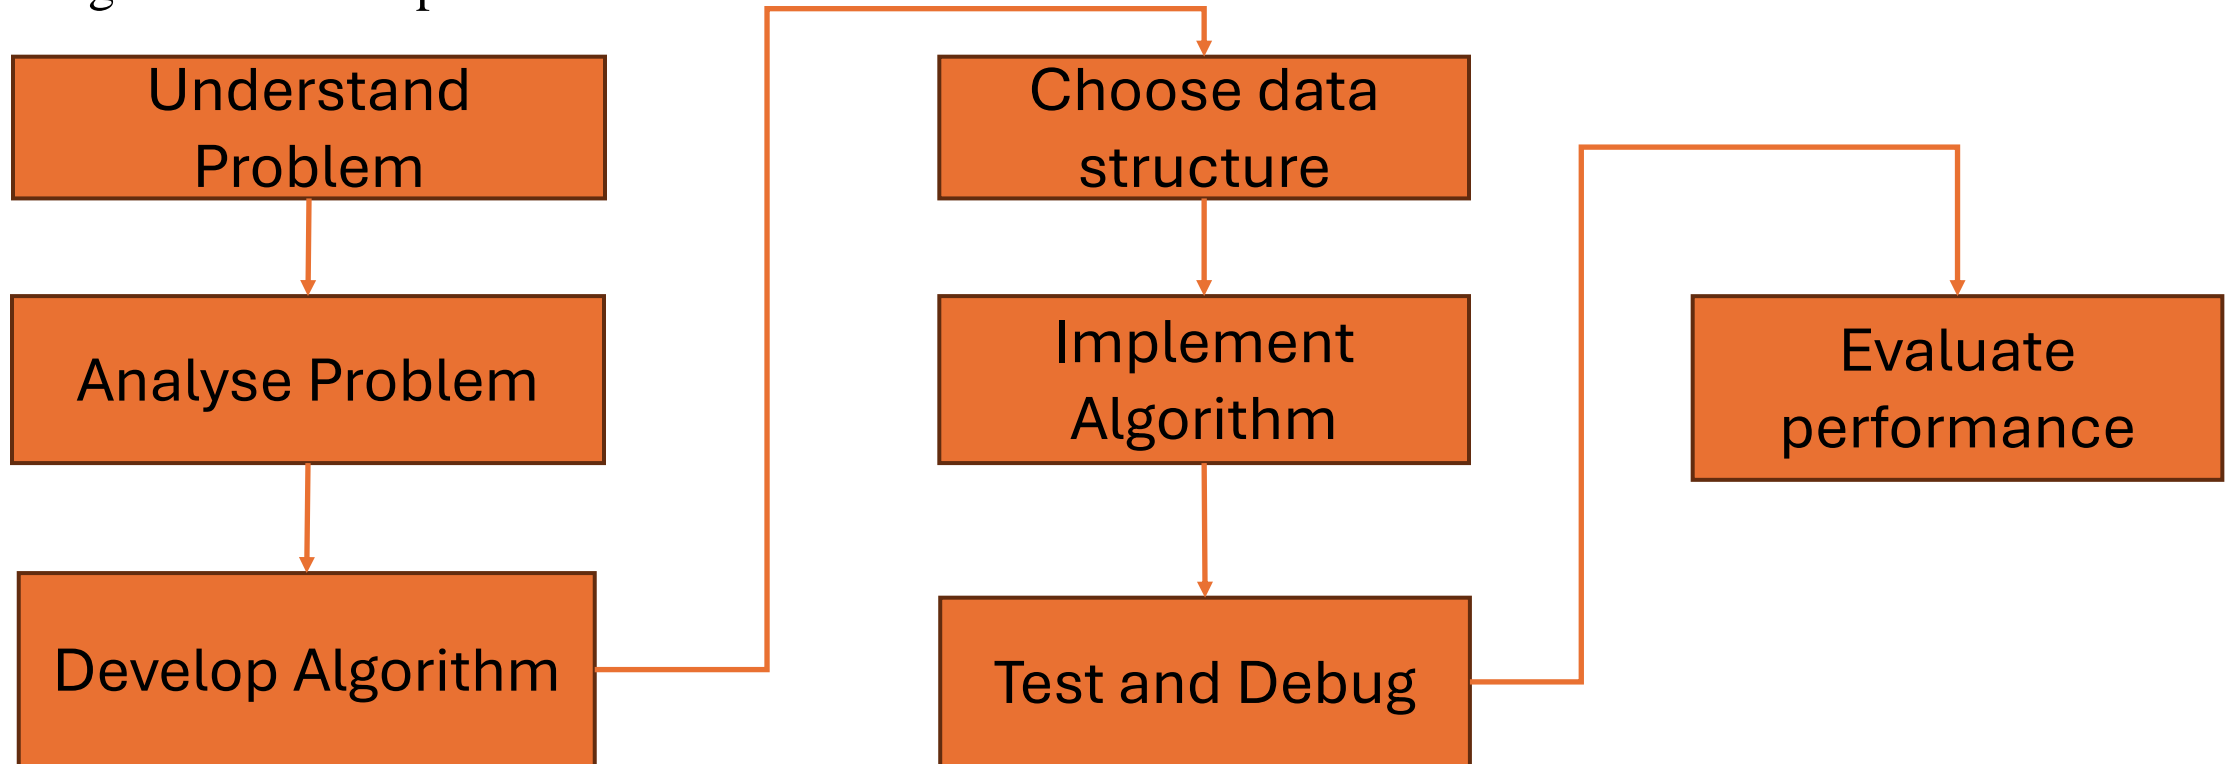 Understand
Problem
Analyse Problem
Develop Algorithm
Choose data
structure
Implement
Algorithm
Test and Debug
Evaluate
performance